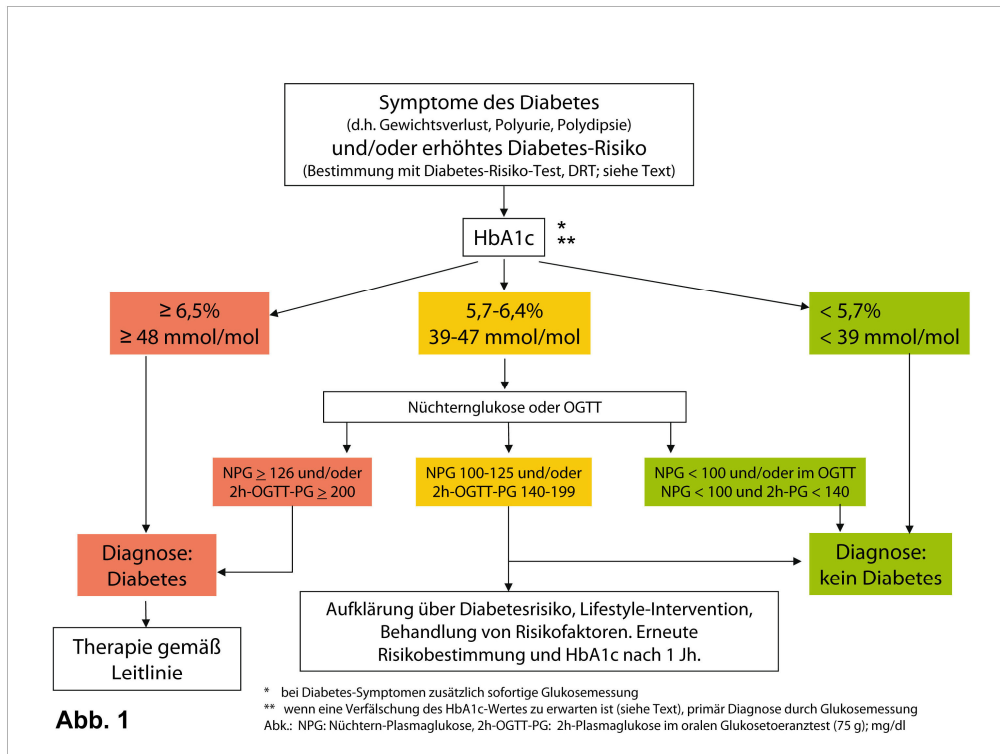 Symptome des Diabetes
(d.h. Gewichtsverlust, Polyurie, Polydipsie)
und/oder erhöhtes Diabetes-Risiko
(Bestimmung mit Diabetes-Risiko-Test, DRT; siehe Text)
HbA1c
*
**
≥ 6,5%
≥ 48 mmol/mol
5,7-6,4%
39-47 mmol/mol
< 5,7%
< 39 mmol/mol
Nüchternglukose oder OGTT
NPG ≥ 126 und/oder
2h-OGTT-PG ≥ 200
NPG 100-125 und/oder
2h-OGTT-PG 140-199
NPG < 100 und/oder im OGTT
NPG < 100 und 2h-PG < 140
Diagnose:
Diabetes
Diagnose:
kein Diabetes
Aufklärung über Diabetesrisiko, Lifestyle-Intervention,
Behandlung von Risikofaktoren. Erneute
Risikobestimmung und HbA1c nach 1 Jh.
Therapie gemäß
Leitlinie
* bei Diabetes-Symptomen zusätzlich sofortige Glukosemessung
** wenn eine Verfälschung des HbA1c-Wertes zu erwarten ist (siehe Text), primär Diagnose durch Glukosemessung
Abk.: NPG: Nüchtern-Plasmaglukose, 2h-OGTT-PG: 2h-Plasmaglukose im oralen Glukosetoeranztest (75 g); mg/dl
Abb. 1